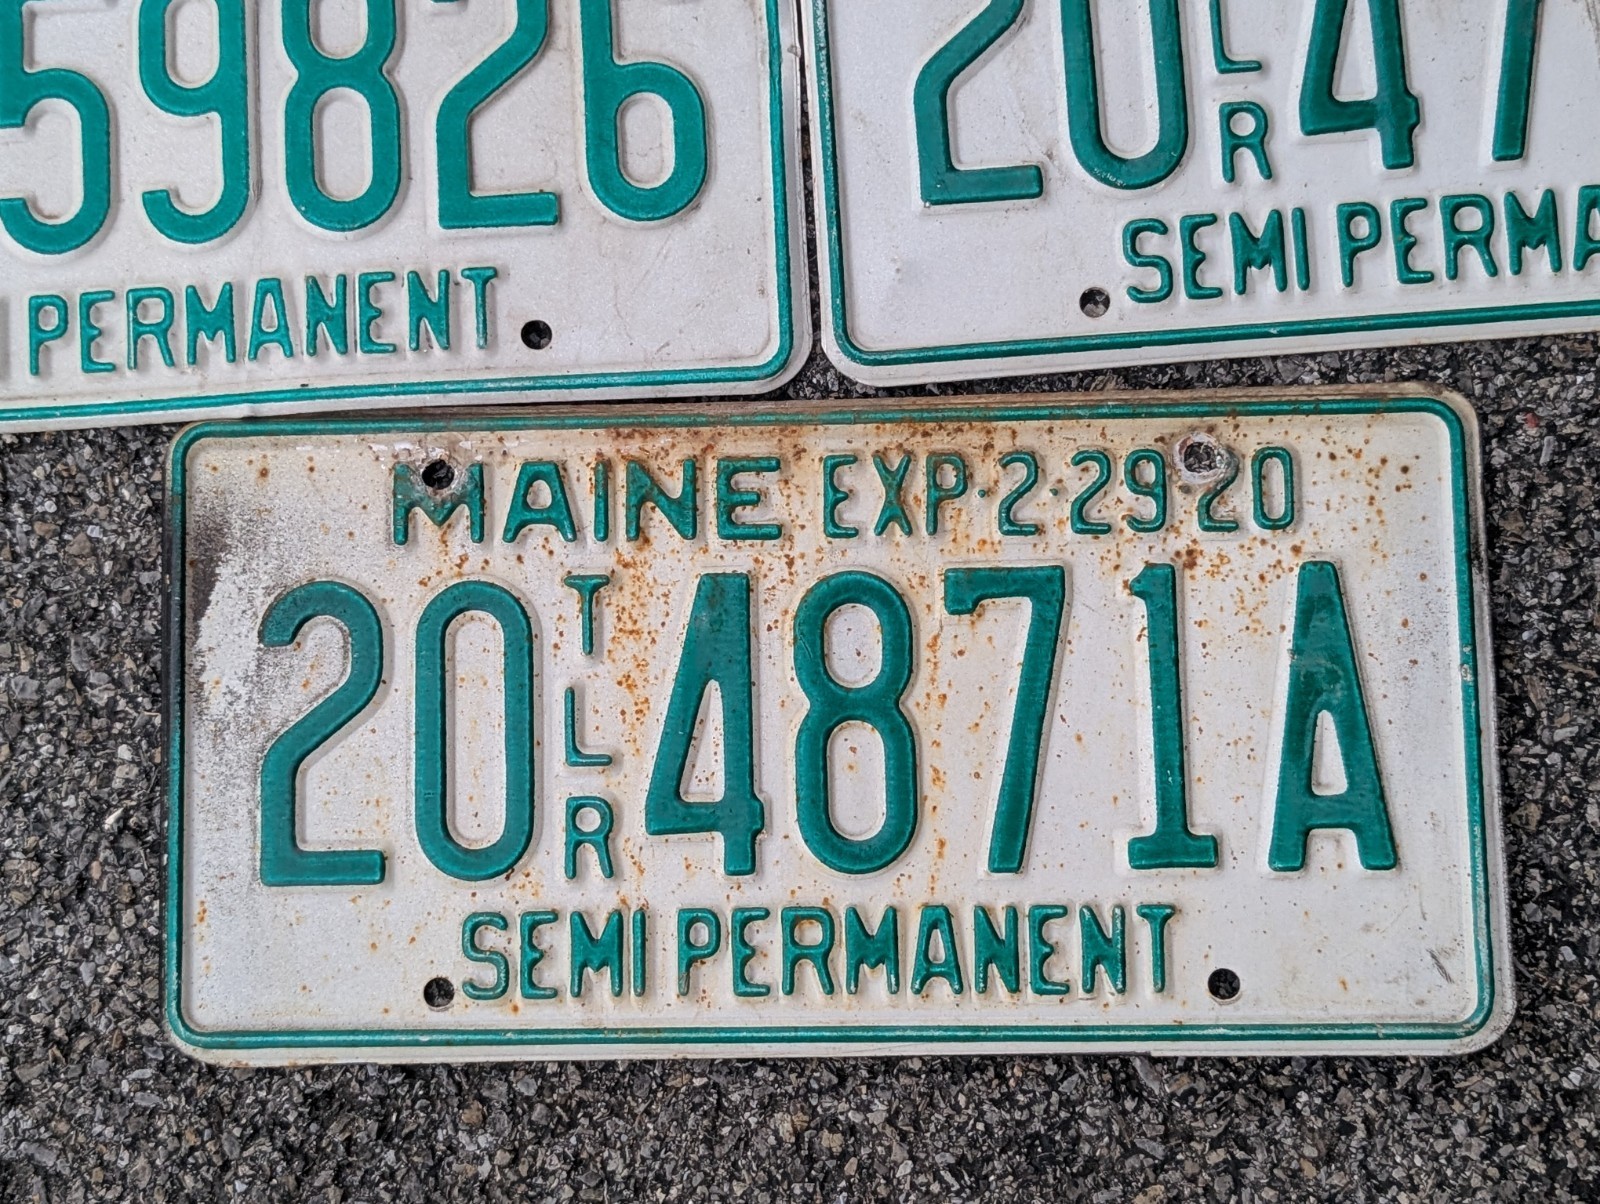 59826
PERMANENT
20 LR 47
SEMI PERMA
MAINE EXP·2·29 20
20 TLR 4871A
SEMI PERMANENT